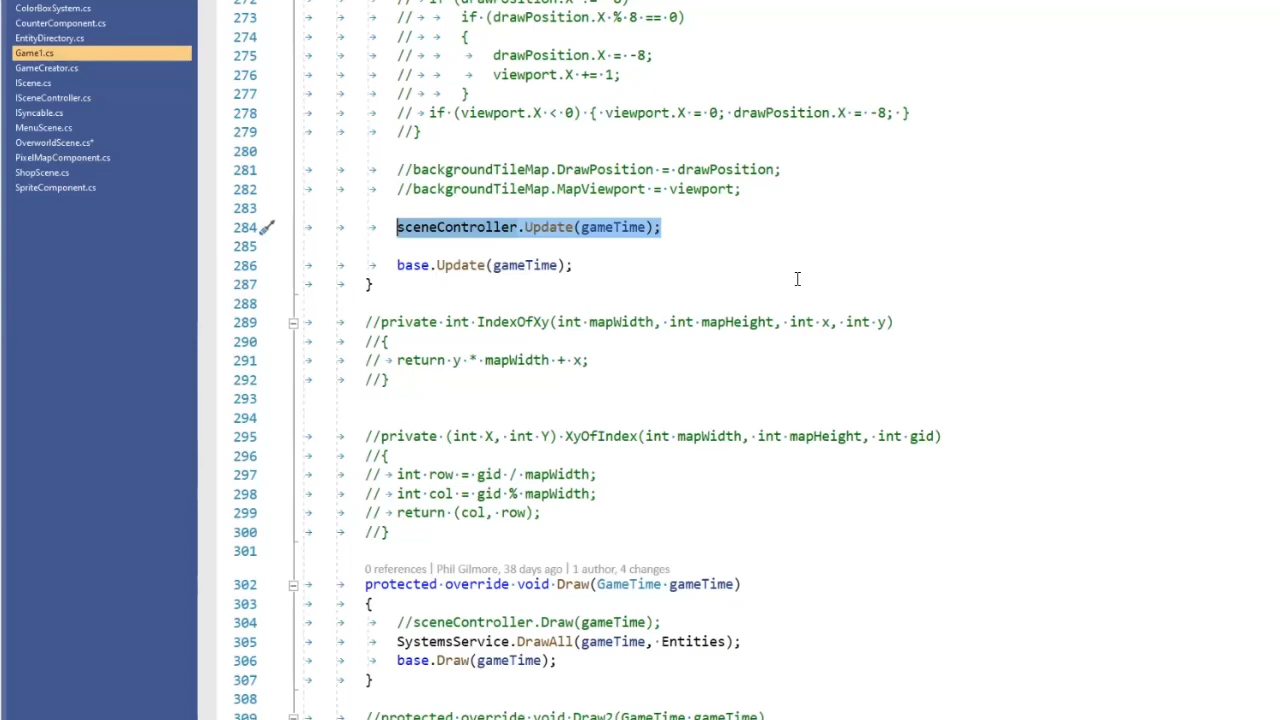 ColorBoxSystem.cs
CounterComponent.cs
EntityDirectory.cs
Game1.cs
GameCreator.cs
IScene.cs
ISceneController.cs
ISyncable.cs
MenuScene.cs
OverworldScene.cs*
PixelMapComponent.cs
ShopScene.cs
SpriteComponent.cs
273 // if (drawPosition.X % 8 == 0)
274 // {
275 // drawPosition.X = -8;
276 // viewport.X += 1;
277 // }
278 // if (viewport.X < 0) { viewport.X = 0; drawPosition.X = -8; }
279 //}
280
281 //backgroundTileMap.DrawPosition = drawPosition;
282 //backgroundTileMap.MapViewport = viewport;
283
284 sceneController.Update(gameTime);
285
286 base.Update(gameTime);
287 }
288
289 //private int IndexOfXy(int mapWidth, int mapHeight, int x, int y)
290 //{
291 // return y * mapWidth + x;
292 //}
293
294
295 //private (int X, int Y) XyOfIndex(int mapWidth, int mapHeight, int gid)
296 //{
297 // int row = gid / mapWidth;
298 // int col = gid % mapWidth;
299 // return (col, row);
300 //}
301
0 references | Phil Gilmore, 38 days ago | 1 author, 4 changes
302 protected override void Draw(GameTime gameTime)
303 {
304 //sceneController.Draw(gameTime);
305 SystemsService.DrawAll(gameTime, Entities);
306 base.Draw(gameTime);
307 }
308
309 //protected override void Draw2(GameTime gameTime)